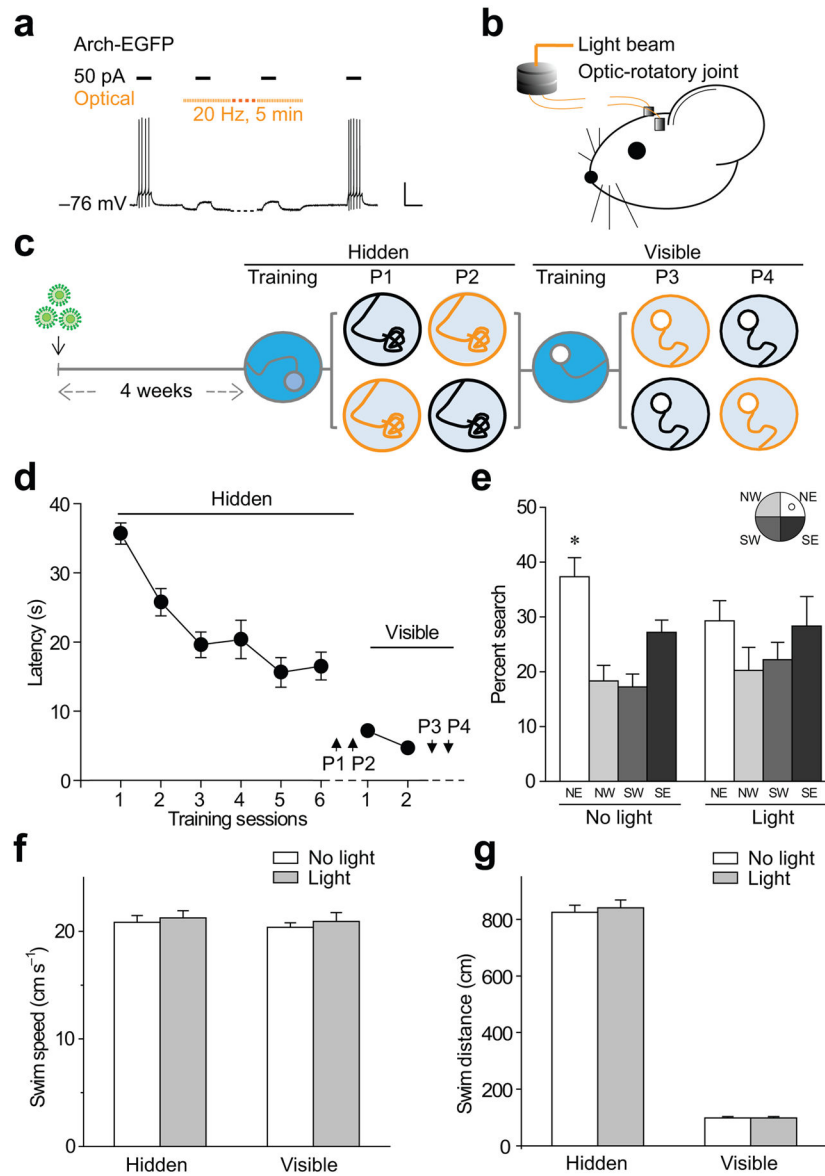 a
Arch-EGFP
50 pA
Optical
20 Hz, 5 min
–76 mV
b
Light beam
Optic-rotatory joint
c
Hidden
Visible
Training P1 P2
Training P3 P4
4 weeks
d
Hidden
Visible
Latency (s)
40
30
20
10
0
P3 P4
P1 P2
1 2 3 4 5 6 1 2
Training sessions
e
NW NE
SW SE
Percent search
50
40
30
20
10
0
*
NE NW SW SE NE NW SW SE
No light Light
f
No light
Light
Swim speed (cm s⁻¹)
20
10
0
Hidden Visible
g
No light
Light
Swim distance (cm)
800
600
400
200
0
Hidden Visible